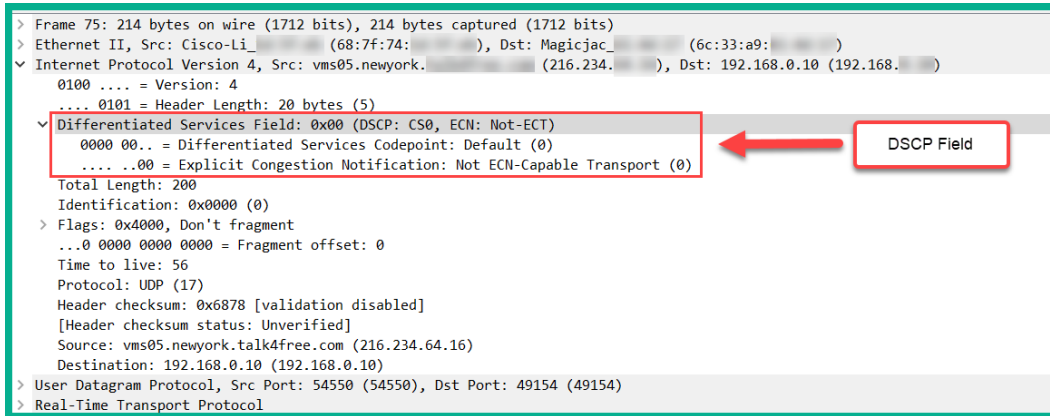 > Frame 75: 214 bytes on wire (1712 bits), 214 bytes captured (1712 bits)
> Ethernet II, Src: Cisco-Li_ (68:7f:74: ), Dst: Magicjac_ (6c:33:a9: )
Internet Protocol Version 4, Src: vms05.newyork. (216.234. ), Dst: 192.168.0.10 (192.168. )
0100 .... = Version: 4
.... 0101 = Header Length: 20 bytes (5)
Differentiated Services Field: 0x00 (DSCP: CS0, ECN: Not-ECT)
0000 00.. = Differentiated Services Codepoint: Default (0)
.... ..00 = Explicit Congestion Notification: Not ECN-Capable Transport (0)
DSCP Field
Total Length: 200
Identification: 0x0000 (0)
> Flags: 0x4000, Don't fragment
...0 0000 0000 0000 = Fragment offset: 0
Time to live: 56
Protocol: UDP (17)
Header checksum: 0x6878 [validation disabled]
[Header checksum status: Unverified]
Source: vms05.newyork.talk4free.com (216.234.64.16)
Destination: 192.168.0.10 (192.168.0.10)
> User Datagram Protocol, Src Port: 54550 (54550), Dst Port: 49154 (49154)
> Real-Time Transport Protocol